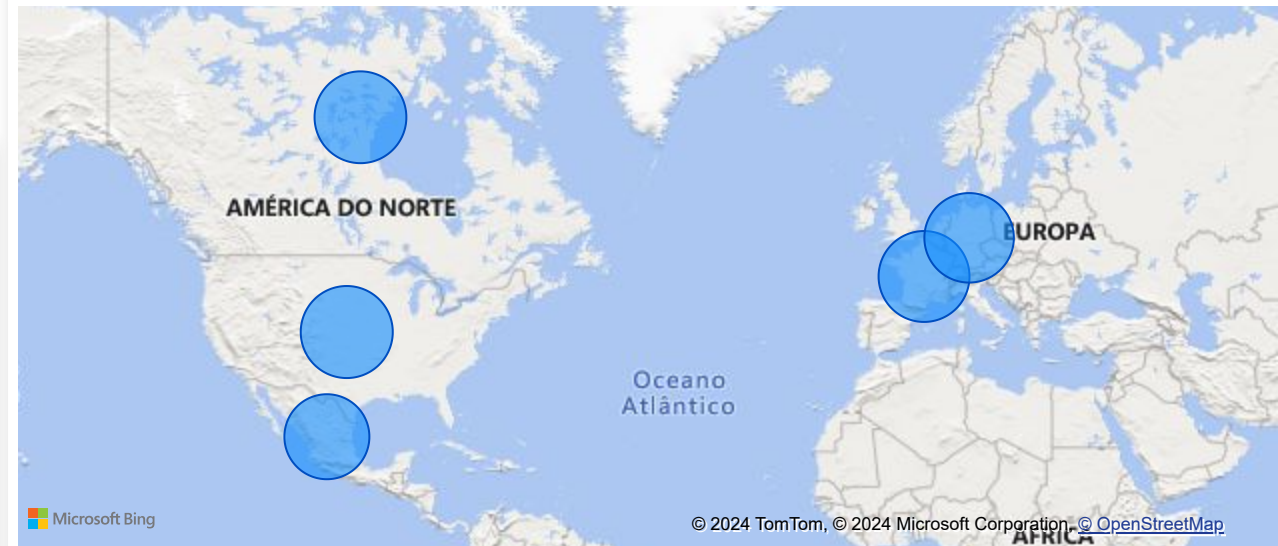 AMÉRICA DO NORTE
EUROPA
Oceano
Atlântico
Microsoft Bing
© 2024 TomTom, © 2024 Microsoft Corporation, © OpenStreetMap
ÁFRICA